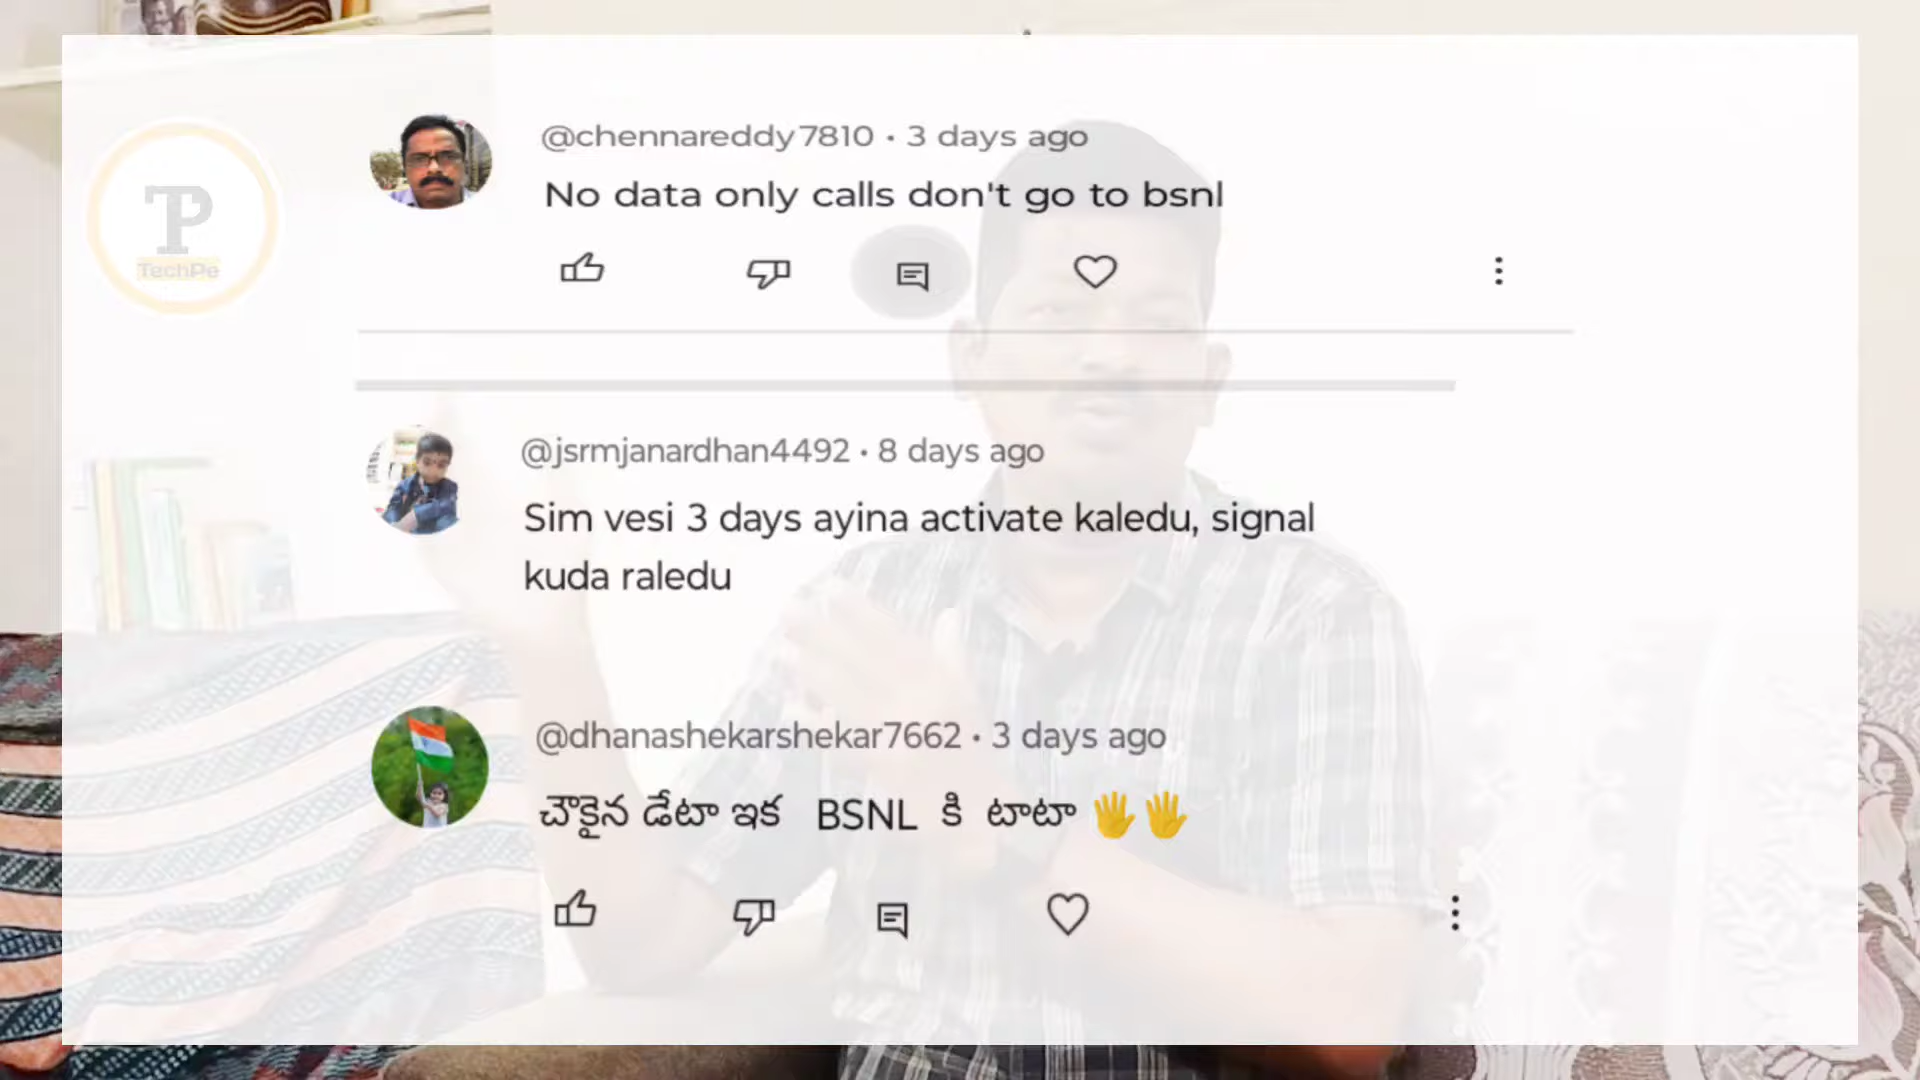 TP
TechPe
@chennareddy7810 • 3 days ago
No data only calls don't go to bsnl
@jsrmjanardhan4492 • 8 days ago
Sim vesi 3 days ayina activate kaledu, signal
kuda raledu
@dhanashekarshekar7662 • 3 days ago
చౌకైన డేటా ఇక BSNL కి టాటా 🖐🖐